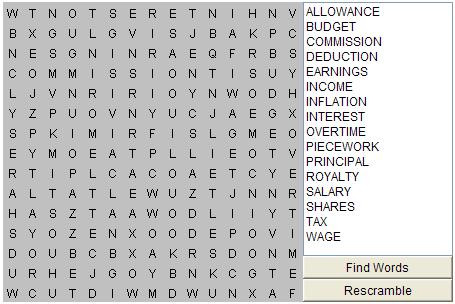 W T N O T S E R E T N I H N V
B X G U L G V I S J B A K P C
N E S G N I N R A E Q F R B S
C O M M I S S I O N T I S U Y
L J V N R I R I O Y N W O D H
Y Z P U O V N Y U C J A E G X
S P K I M I R F I S L G M E O
E Y M O E A T P L L I E O T V
R T I P L C A C O A E T C Y E
A L T A T L E W U Z T J N N R
H A S Z T A A W O D L I I Y T
S Y O Z E N X O O D E P O V I
D O U B C B X A K R S D O N M
U R H E J G O Y B N K C G T E
W C U T D I W M D W U N X A F
ALLOWANCE
BUDGET
COMMISSION
DEDUCTION
EARNINGS
INCOME
INFLATION
INTEREST
OVERTIME
PIECEWORK
PRINCIPAL
ROYALTY
SALARY
SHARES
TAX
WAGE
Find Words
Rescramble